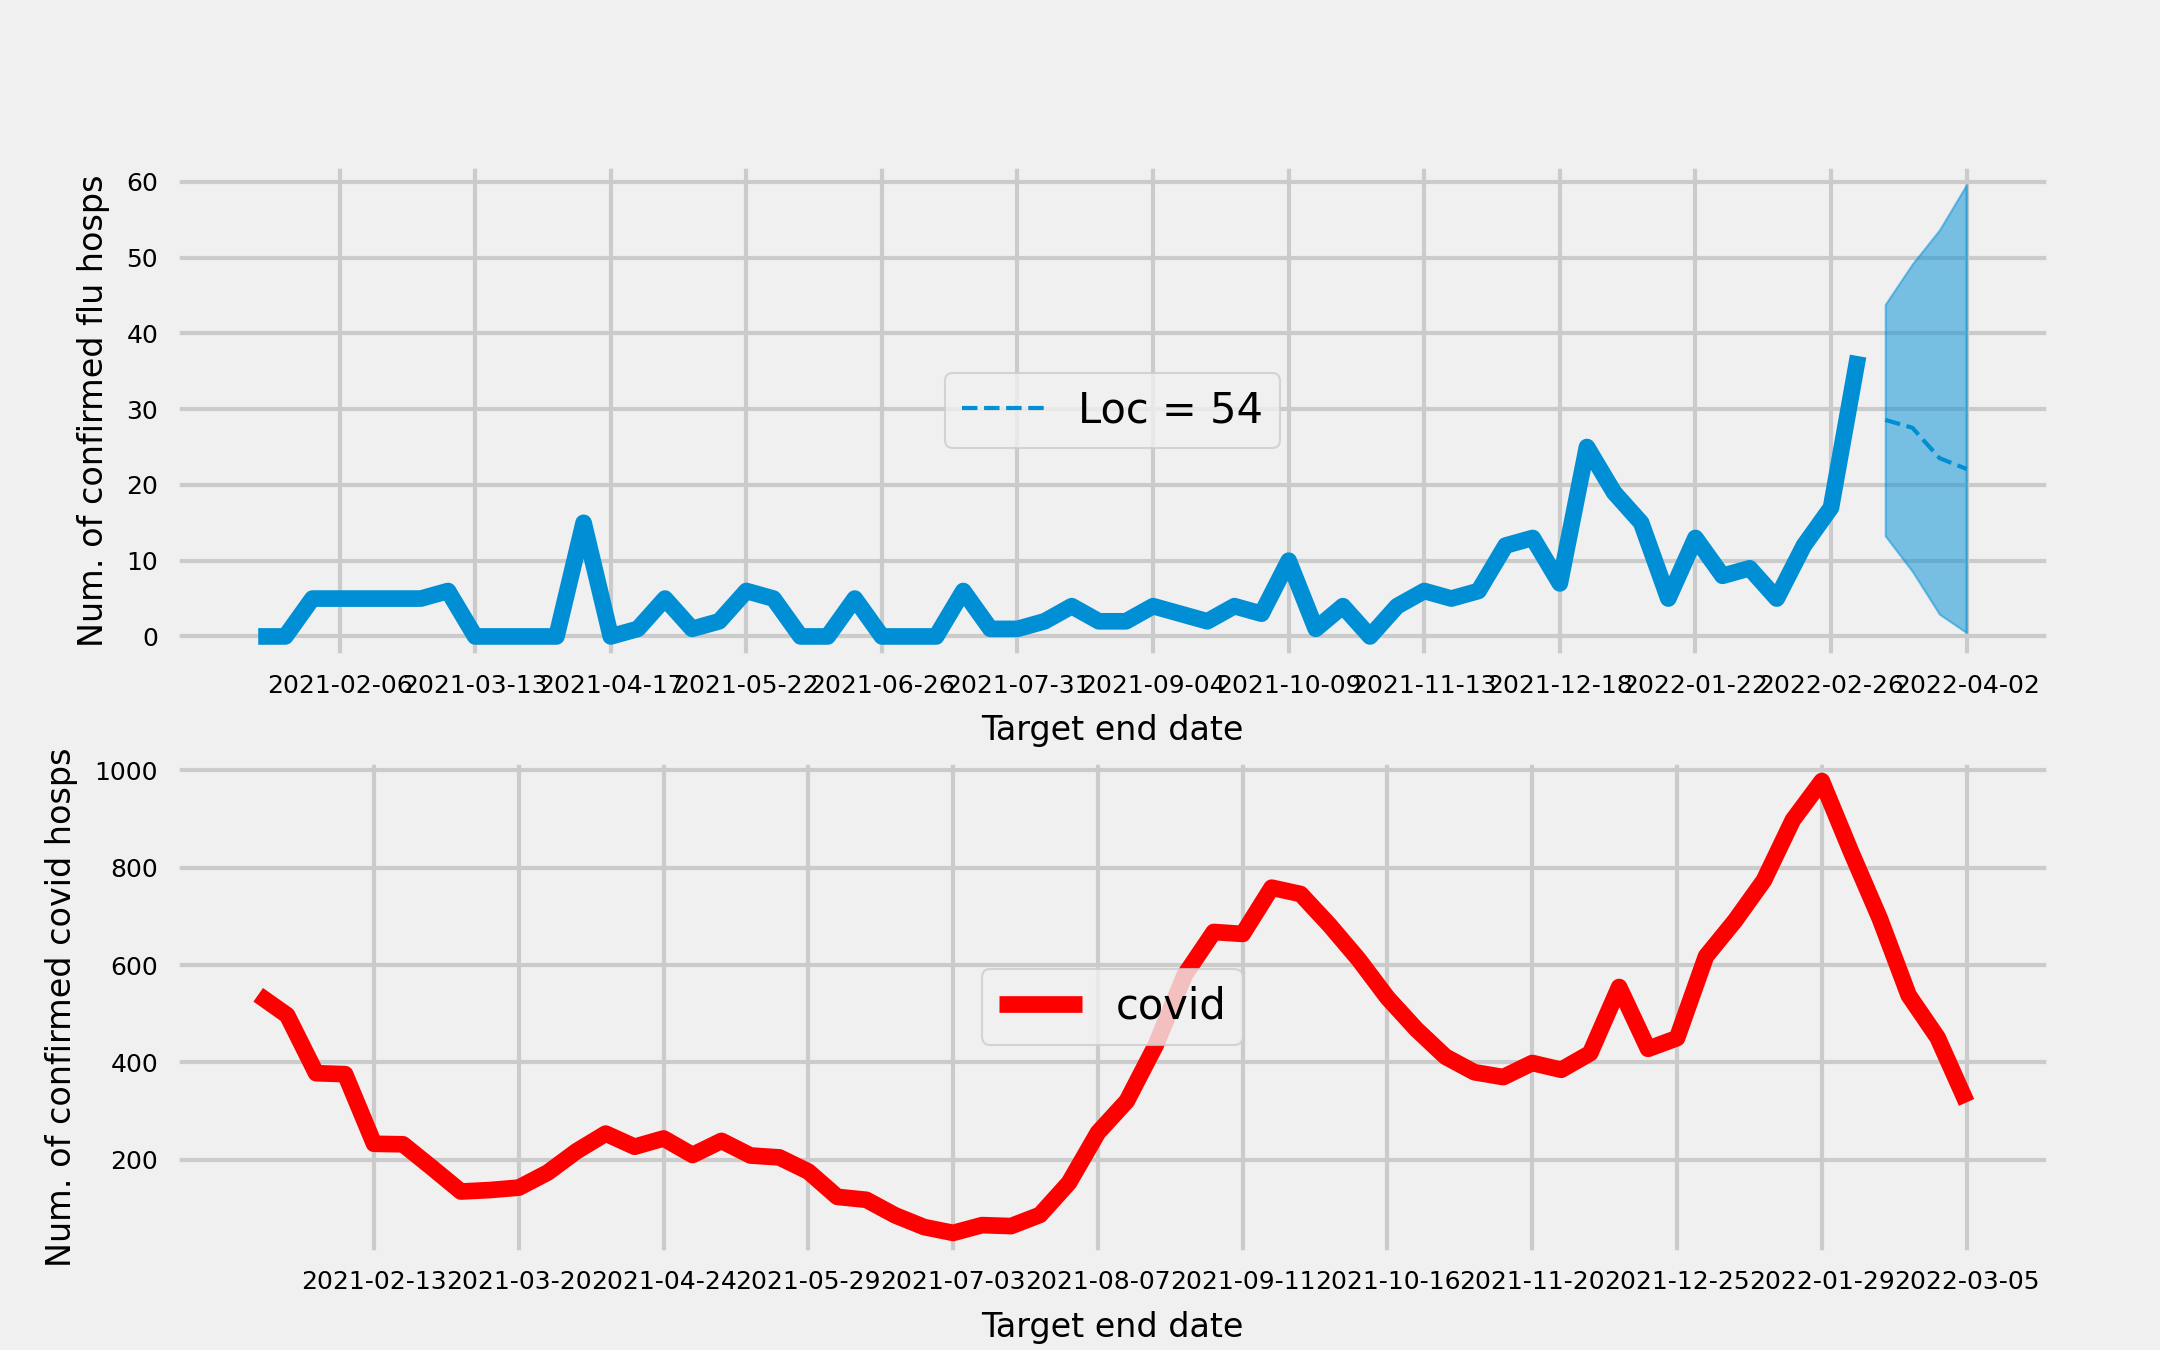 Num. of confirmed flu hosps
60
50
40
30
20
10
0
Loc = 54
2021-02-06 2021-03-13 2021-04-17 2021-05-22 2021-06-26 2021-07-31 2021-09-04 2021-10-09 2021-11-13 2021-12-18 2022-01-22 2022-02-26 2022-04-02
Target end date
Num. of confirmed covid hosps
1000
800
600
400
200
covid
2021-02-13 2021-03-20 2021-04-24 2021-05-29 2021-07-03 2021-08-07 2021-09-11 2021-10-16 2021-11-20 2021-12-25 2022-01-29 2022-03-05
Target end date